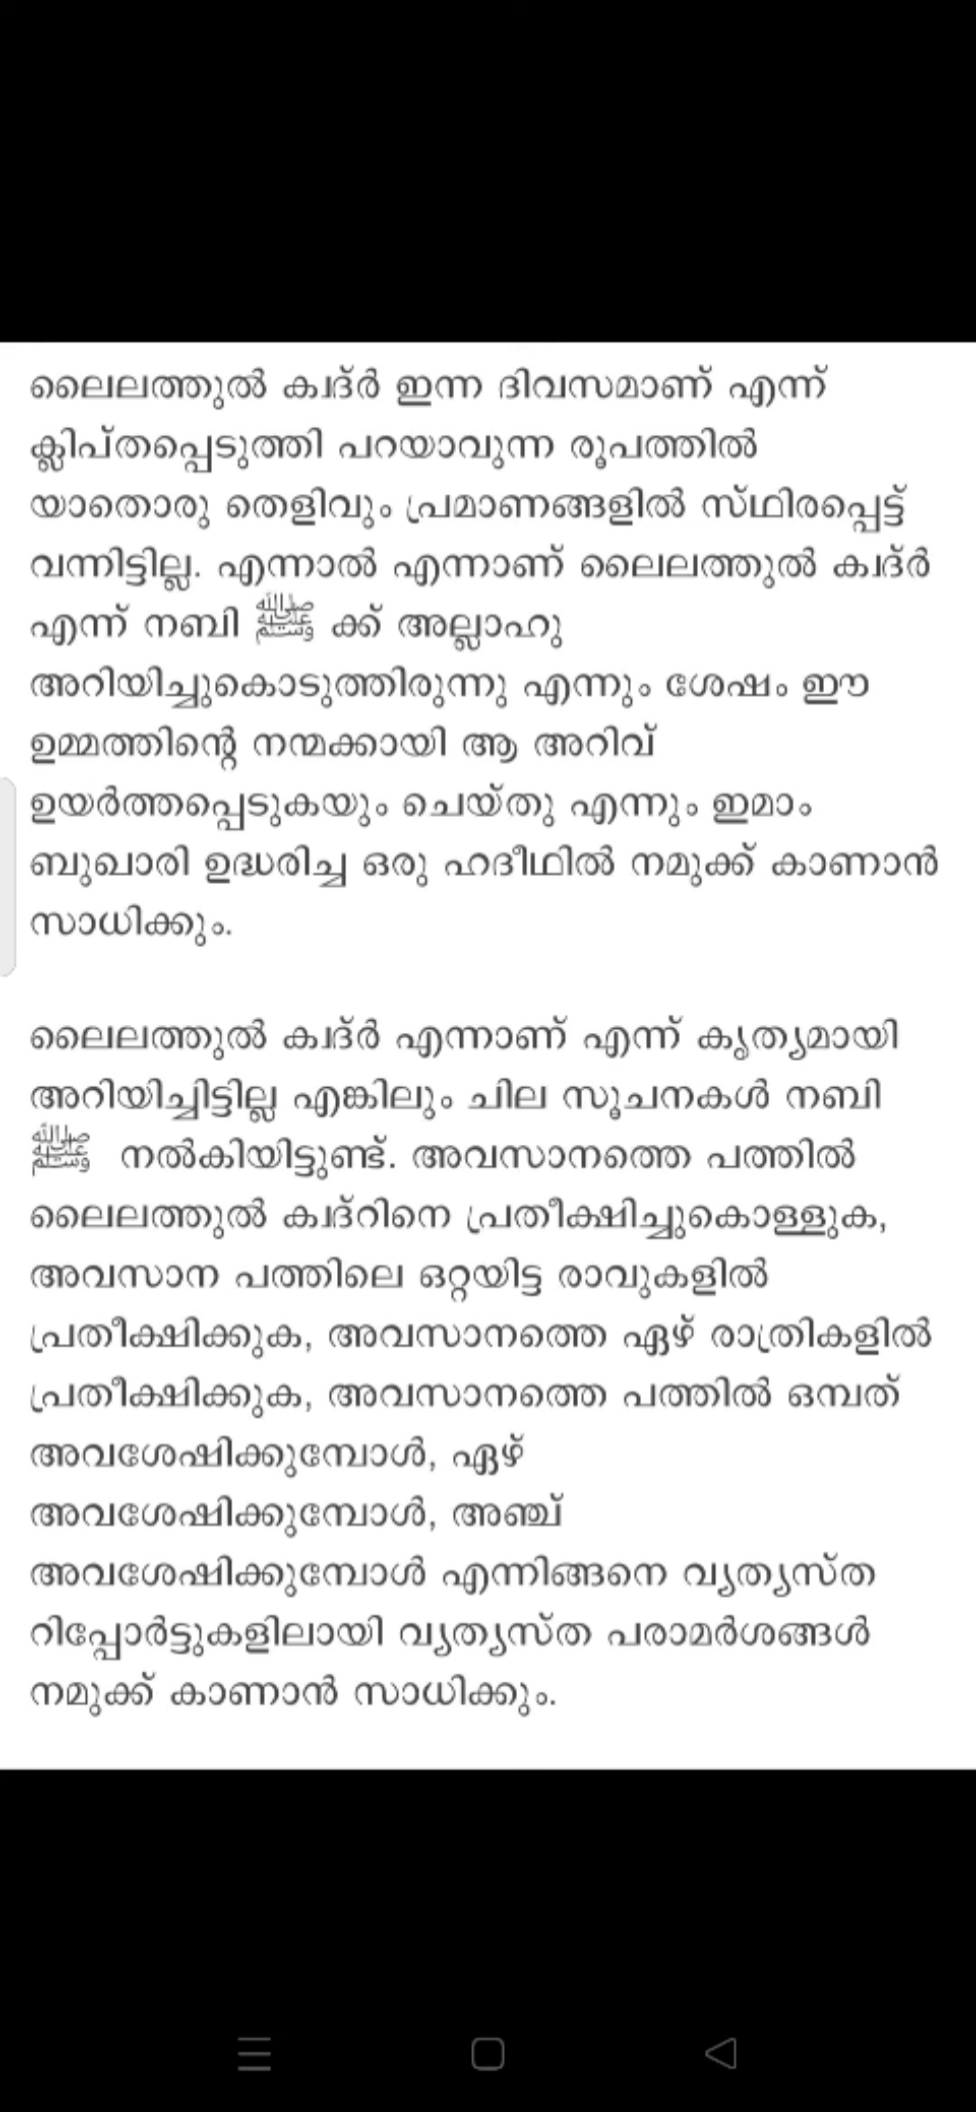 ലൈലത്തുൽ ക്വദ്ർ ഇന്ന ദിവസമാണ് എന്ന്
ക്ലിപ്തപ്പെടുത്തി പറയാവുന്ന രൂപത്തിൽ
യാതൊരു തെളിവും പ്രമാണങ്ങളിൽ സ്ഥിരപ്പെട്ട്
വന്നിട്ടില്ല. എന്നാൽ എന്നാണ് ലൈലത്തുൽ ക്വദ്ർ
എന്ന് നബി ﷺ ക്ക് അല്ലാഹു
അറിയിച്ചുകൊടുത്തിരുന്നു എന്നും ശേഷം ഈ
ഉമ്മത്തിന്റെ നന്മക്കായി ആ അറിവ്
ഉയർത്തപ്പെടുകയും ചെയ്തു എന്നും ഇമാം
ബുഖാരി ഉദ്ധരിച്ച ഒരു ഹദീഥിൽ നമുക്ക് കാണാൻ
സാധിക്കും.
ലൈലത്തുൽ ക്വദ്ർ എന്നാണ് എന്ന് കൃത്യമായി
അറിയിച്ചിട്ടില്ല എങ്കിലും ചില സൂചനകൾ നബി
ﷺ നൽകിയിട്ടുണ്ട്. അവസാനത്തെ പത്തിൽ
ലൈലത്തുൽ ക്വദ്റിനെ പ്രതീക്ഷിച്ചുകൊള്ളുക,
അവസാന പത്തിലെ ഒറ്റയിട്ട രാവുകളിൽ
പ്രതീക്ഷിക്കുക, അവസാനത്തെ ഏഴ് രാത്രികളിൽ
പ്രതീക്ഷിക്കുക, അവസാനത്തെ പത്തിൽ ഒമ്പത്
അവശേഷിക്കുമ്പോൾ, ഏഴ്
അവശേഷിക്കുമ്പോൾ, അഞ്ച്
അവശേഷിക്കുമ്പോൾ എന്നിങ്ങനെ വ്യത്യസ്ത
റിപ്പോർട്ടുകളിലായി വ്യത്യസ്ത പരാമർശങ്ങൾ
നമുക്ക് കാണാൻ സാധിക്കും.